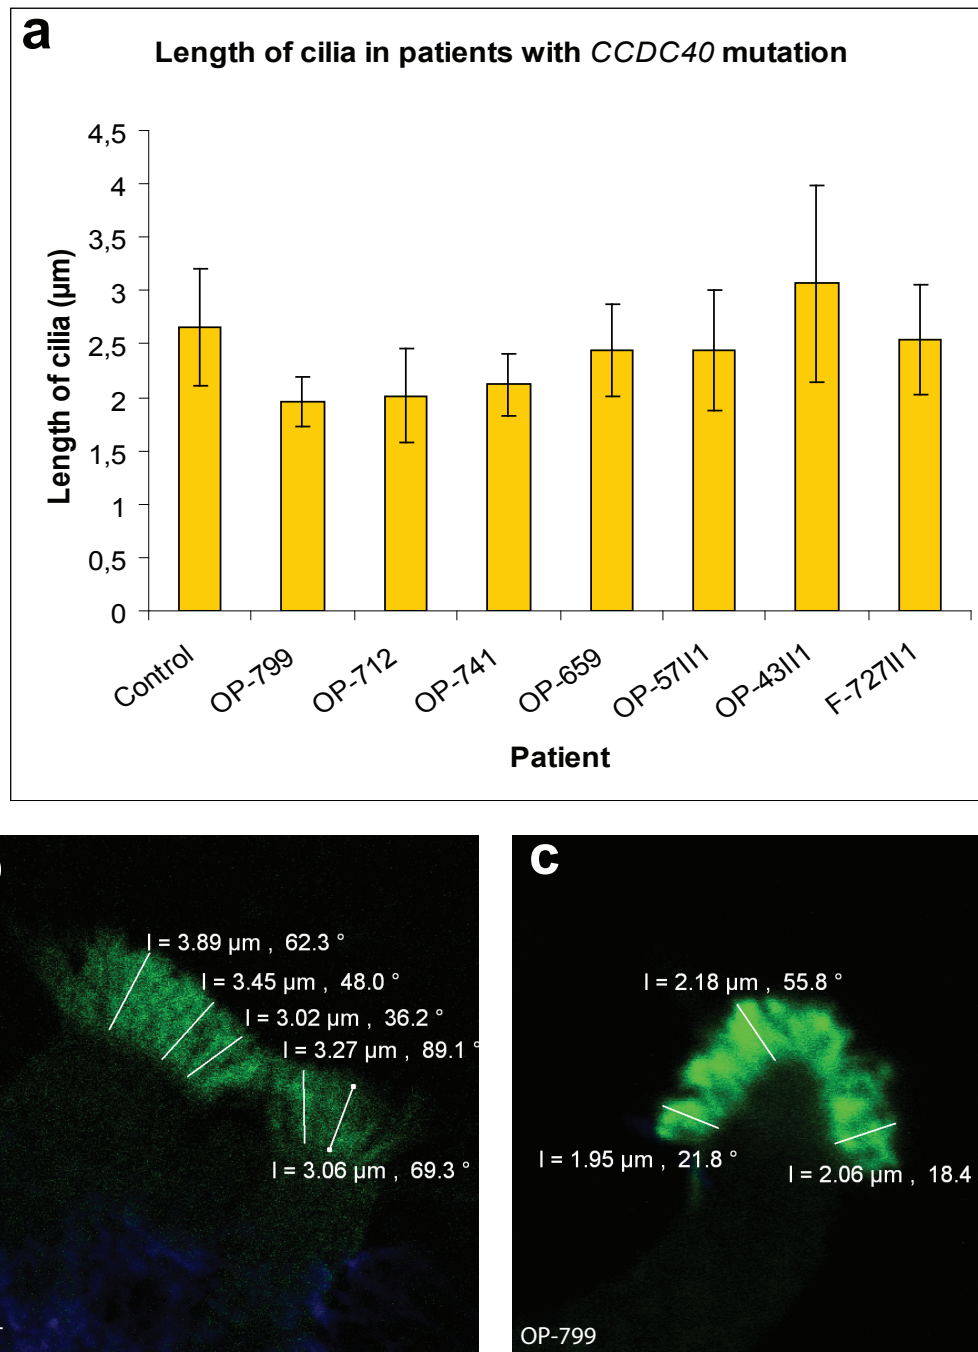 a
Length of cilia in patients with CCDC40 mutation
4,5
4
3,5
3
2,5
2
1,5
1
0,5
0
Length of cilia (µm)
Control
OP-799
OP-712
OP-741
OP-659
OP-57II1
OP-43II1
F-727II1
Patient
l = 3.89 µm , 62.3 °
l = 3.45 µm , 48.0 °
l = 3.02 µm , 36.2 °
l = 3.27 µm , 89.1 °
l = 3.06 µm , 69.3 °
c
l = 2.18 µm , 55.8 °
l = 1.95 µm , 21.8 °
l = 2.06 µm , 18.4
OP-799